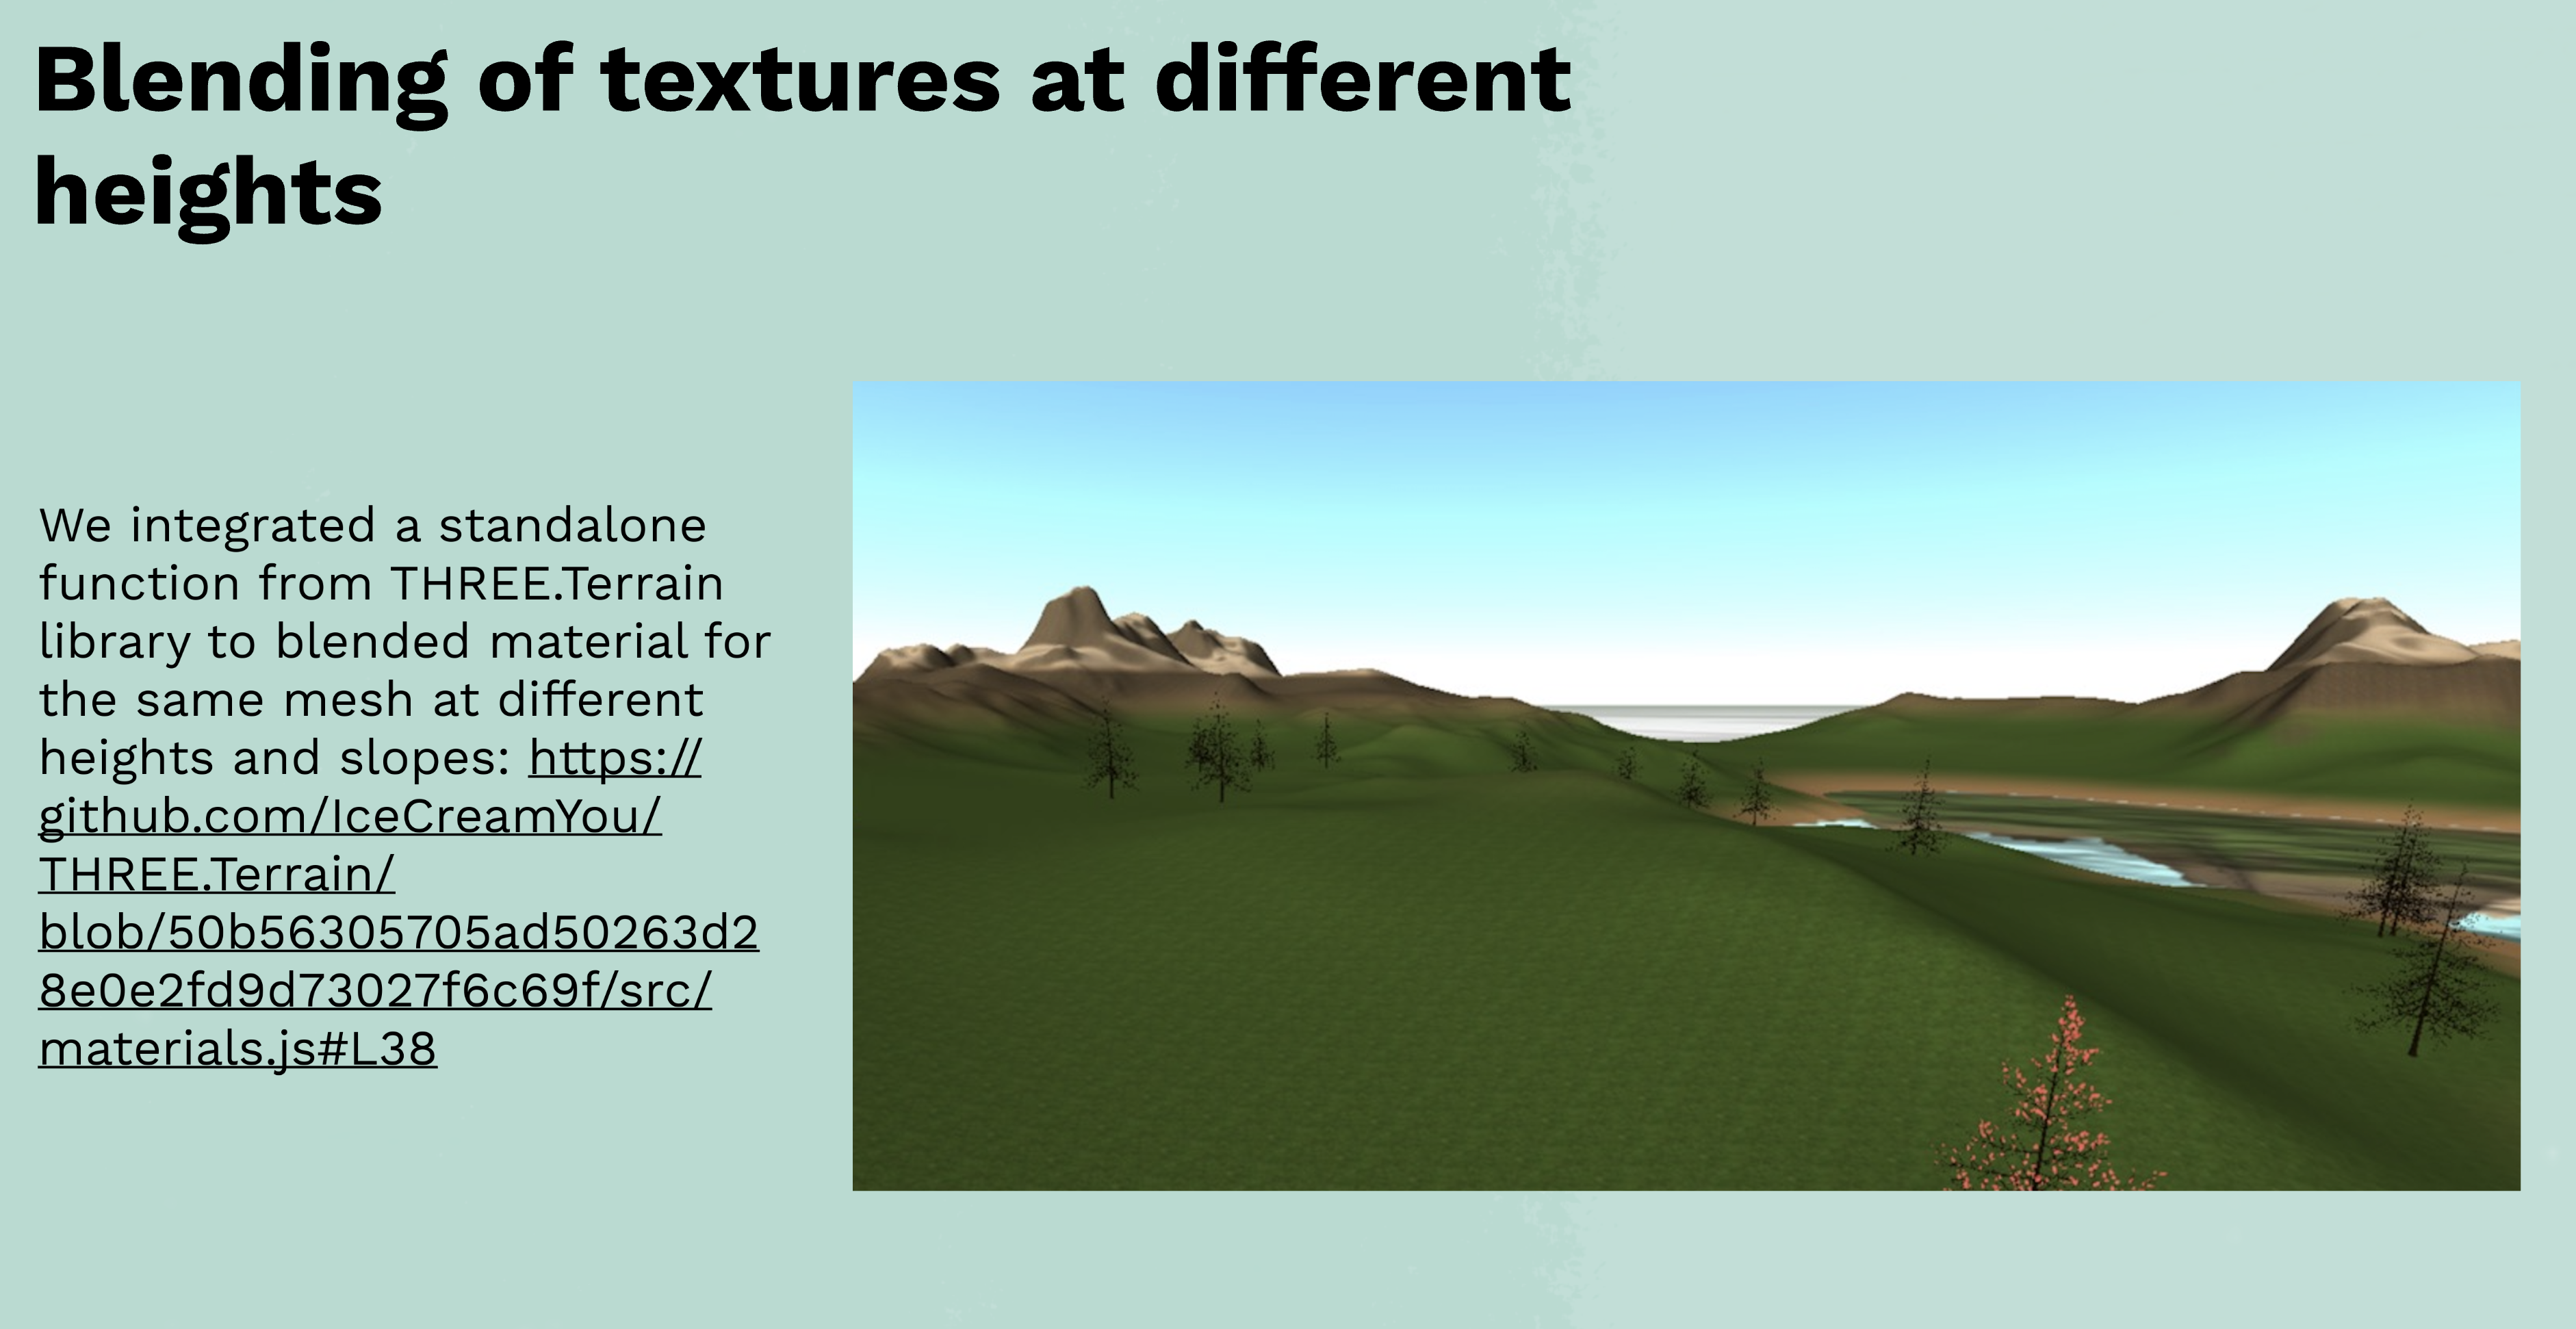 Blending of textures at different
heights
We integrated a standalone
function from THREE.Terrain
library to blended material for
the same mesh at different
heights and slopes: https://
github.com/IceCreamYou/
THREE.Terrain/
blob/50b56305705ad50263d2
8e0e2fd9d73027f6c69f/src/
materials.js#L38